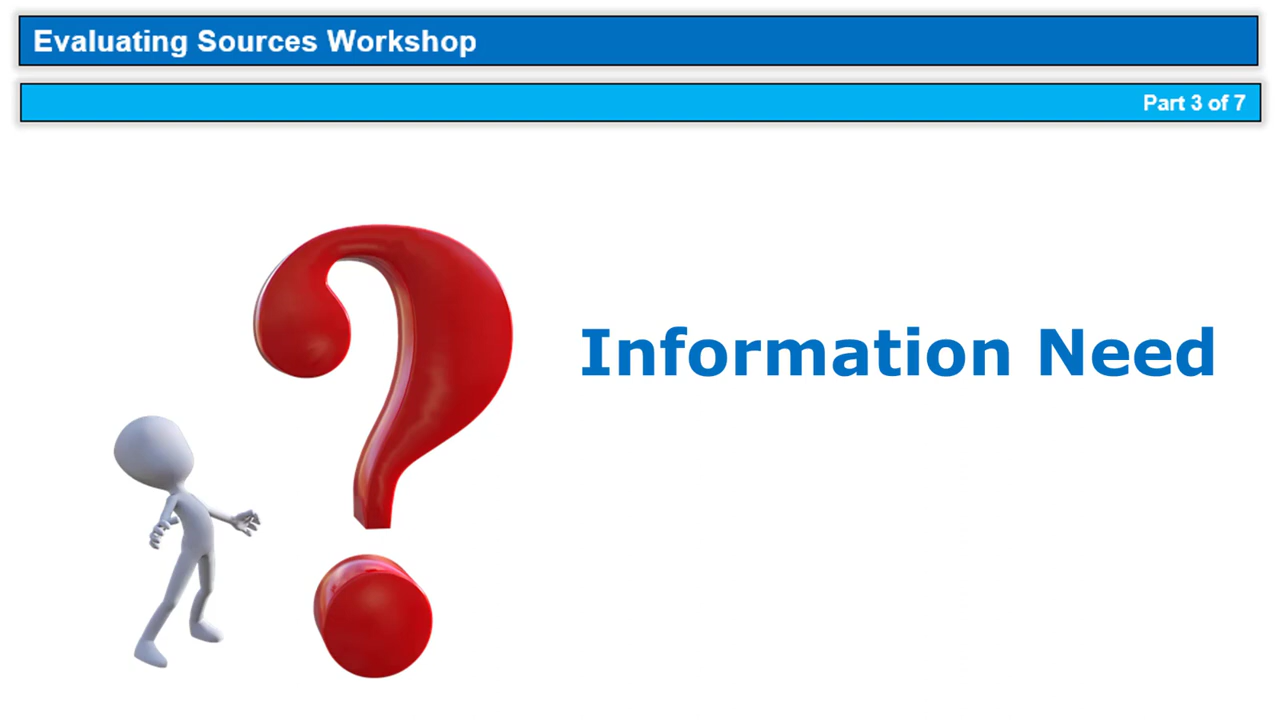 Evaluating Sources Workshop
Part 3 of 7
Information Need